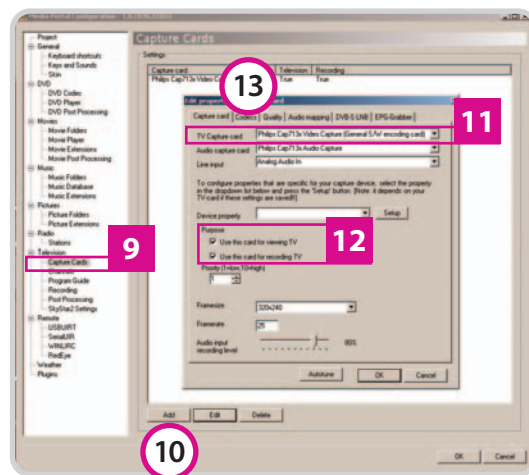 Media Portal Configuration -
Capture Cards
Project
General
Keyboard shortcuts
Keys and Sounds
Skin
DVD
DVD Codec
DVD Player
DVD Post Processing
Movies
Movie Folders
Movie Player
Movie Extensions
Movie Post Processing
Music
Music Folders
Music Database
Music Extensions
Pictures
Picture Folders
Picture Extensions
Radio
Stations
Television
Capture Cards
Channels
Program Guide
Recording
Post Processing
SkyStar2 Settings
Remote
USBUIRT
SerialUIR
WINLIRC
RedEye
Weather
Plugins
9
Settings
Capture card Television Recording
Philips Cap713x Video C True True
13
Edit propert
Capture card Codecs Quality Audio mapping DVB-S LNB EPG-Grabber
11
TV Capture card Philips Cap713x Video Capture (General S/W encoding card)
Audio capture card Philips Cap713x Audio Capture
Line input Analog Audio In
To configure properties that are specific for your capture device, select the property
in the dropdown list below and press the 'Setup' button. [Note: it depends on your
TV-card if these settings are saved!!]
Device property Setup
Purpose
Use this card for viewing TV
Use this card for recording TV
12
Priority (1=low,10=high)
1
Framesize 320x240
Framerate 25
Audio input
recording level 80%
Autotune OK Cancel
Add Edit Delete
10
OK Cancel